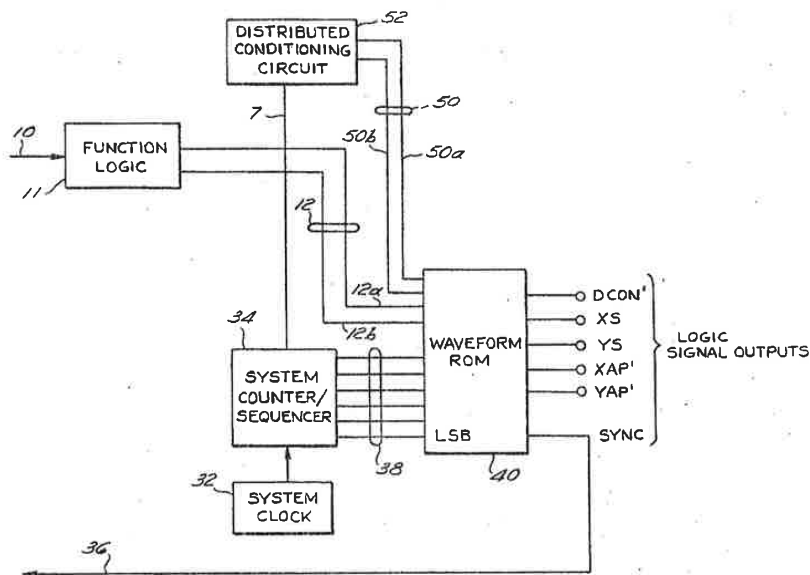 52
DISTRIBUTED
CONDITIONING
CIRCUIT
7
50
50b
50a
10
FUNCTION
LOGIC
11
12
12a
12b
34
SYSTEM
COUNTER/
SEQUENCER
38
WAVEFORM
ROM
LSB
40
DCON'
XS
YS
XAP'
YAP'
SYNC
LOGIC
SIGNAL OUTPUTS
32
SYSTEM
CLOCK
36